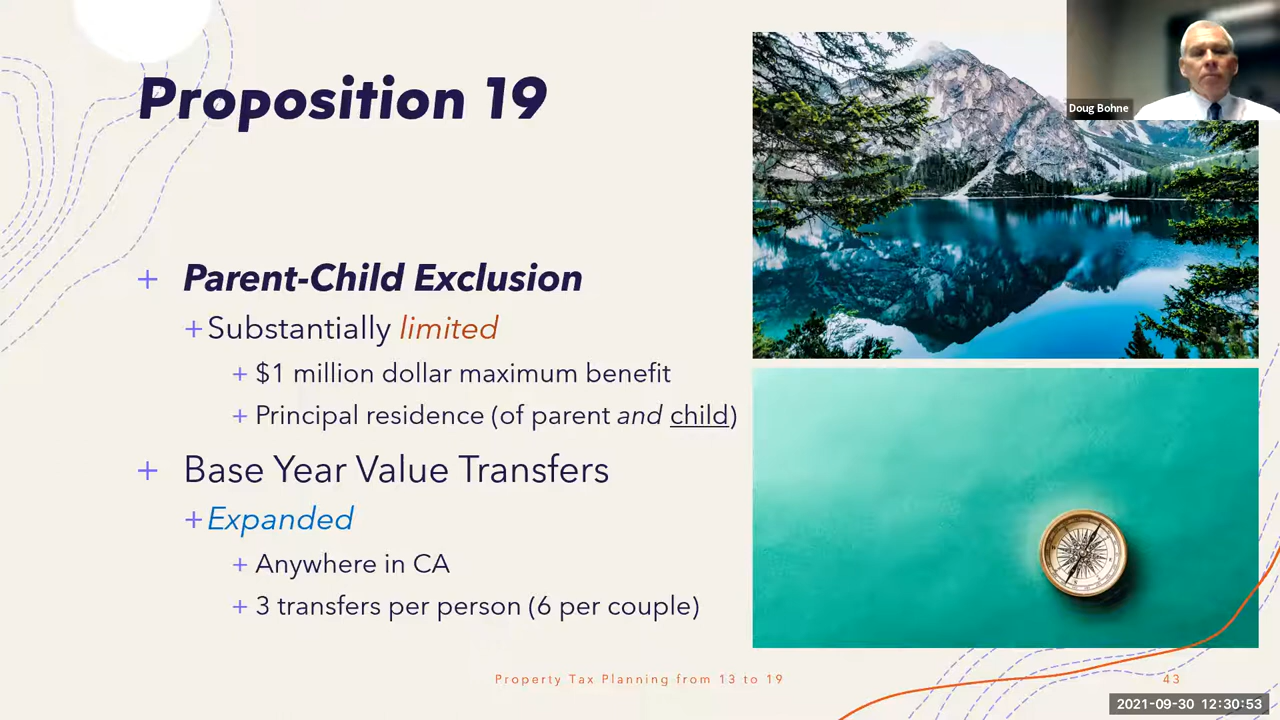 Proposition 19
Doug Bohne
+ Parent-Child Exclusion
+ Substantially limited
+ $1 million dollar maximum benefit
+ Principal residence (of parent and child)
+ Base Year Value Transfers
+ Expanded
+ Anywhere in CA
+ 3 transfers per person (6 per couple)
Property Tax Planning from 13 to 19
43
2021-09-30 12:30:53